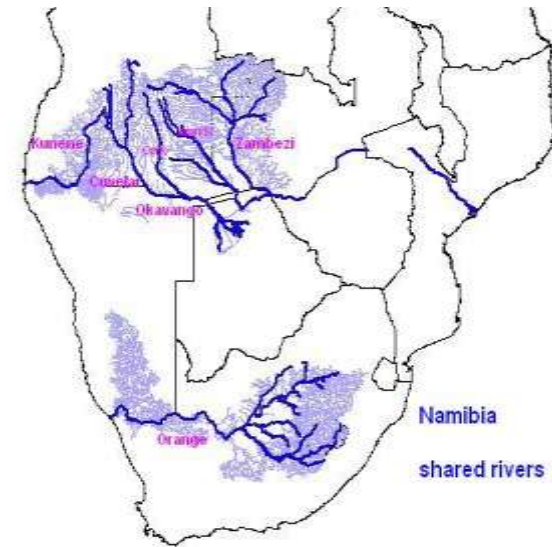 Kunene
Zambezi
Cuvelai
Okavango
Orange
Namibia
shared rivers